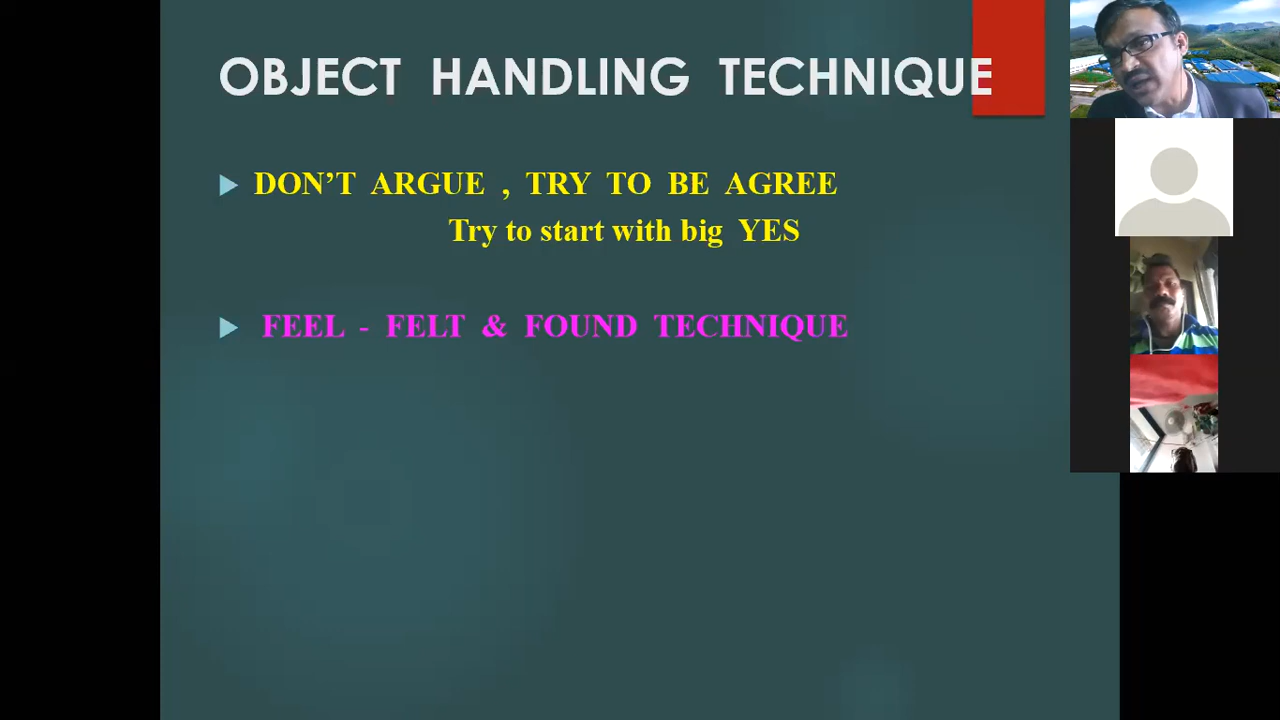 OBJECT HANDLING TECHNIQUE
DON'T ARGUE , TRY TO BE AGREE
Try to start with big YES
FEEL - FELT & FOUND TECHNIQUE